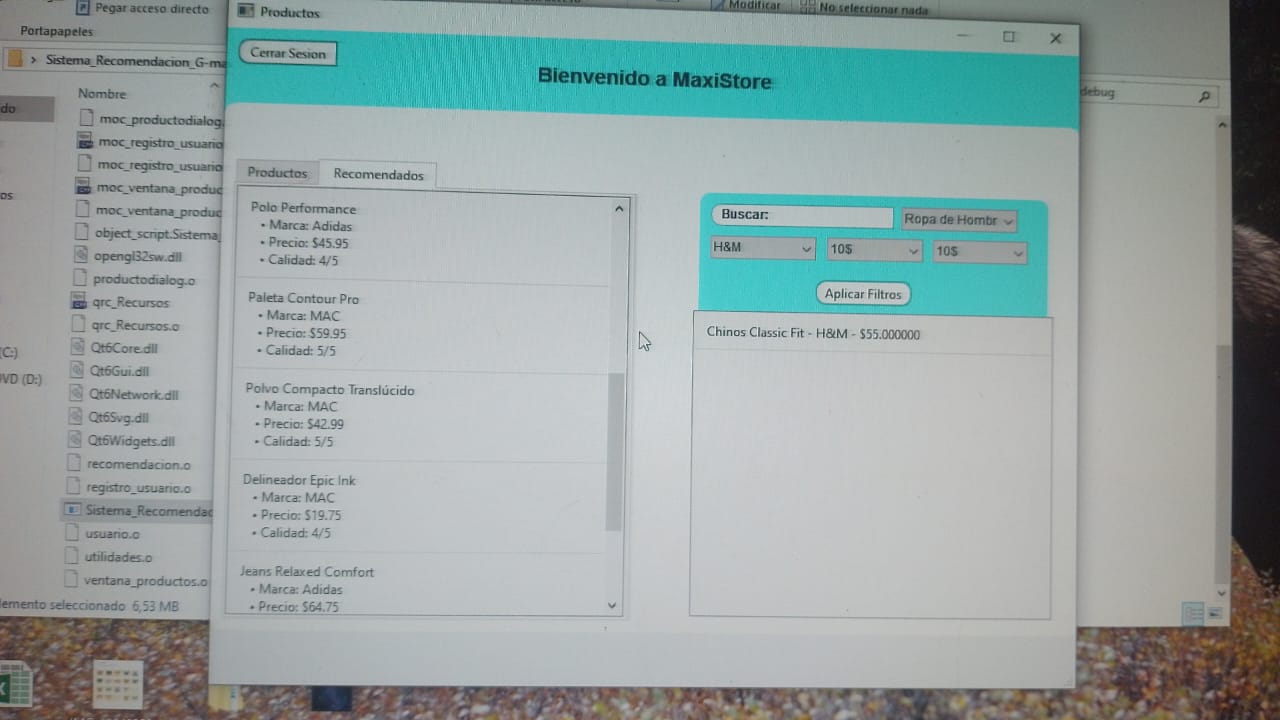 Pegar acceso directo
Modificar
No seleccionar nada
Portapapeles
Sistema_Recomendacion_G-ma
debug
Nombre
moc_productodialog.
moc_registro_usuario
moc_registro_usuario
moc_ventana_produc
moc_ventana_produc
object_script.Sistema_
opengl32sw.dll
productodialog.o
qrc_Recursos
qrc_Recursos.o
Qt6Core.dll
Qt6Gui.dll
Qt6Network.dll
Qt6Svg.dll
Qt6Widgets.dll
recomendacion.o
registro_usuario.o
Sistema_Recomendac
usuario.o
utilidades.o
ventana_productos.o
do
os
(C:)
DVD (D:)
lemento seleccionado 6,53 MB
Productos
Cerrar Sesion
Bienvenido a MaxiStore
Productos
Recomendados
Polo Performance
• Marca: Adidas
• Precio: $45.95
• Calidad: 4/5
Paleta Contour Pro
• Marca: MAC
• Precio: $59.95
• Calidad: 5/5
Polvo Compacto Translúcido
• Marca: MAC
• Precio: $42.99
• Calidad: 5/5
Delineador Epic Ink
• Marca: MAC
• Precio: $19.75
• Calidad: 4/5
Jeans Relaxed Comfort
• Marca: Adidas
• Precio: $64.75
Buscar:
Ropa de Hombr
H&M
10$
10$
Aplicar Filtros
Chinos Classic Fit - H&M - $55.000000